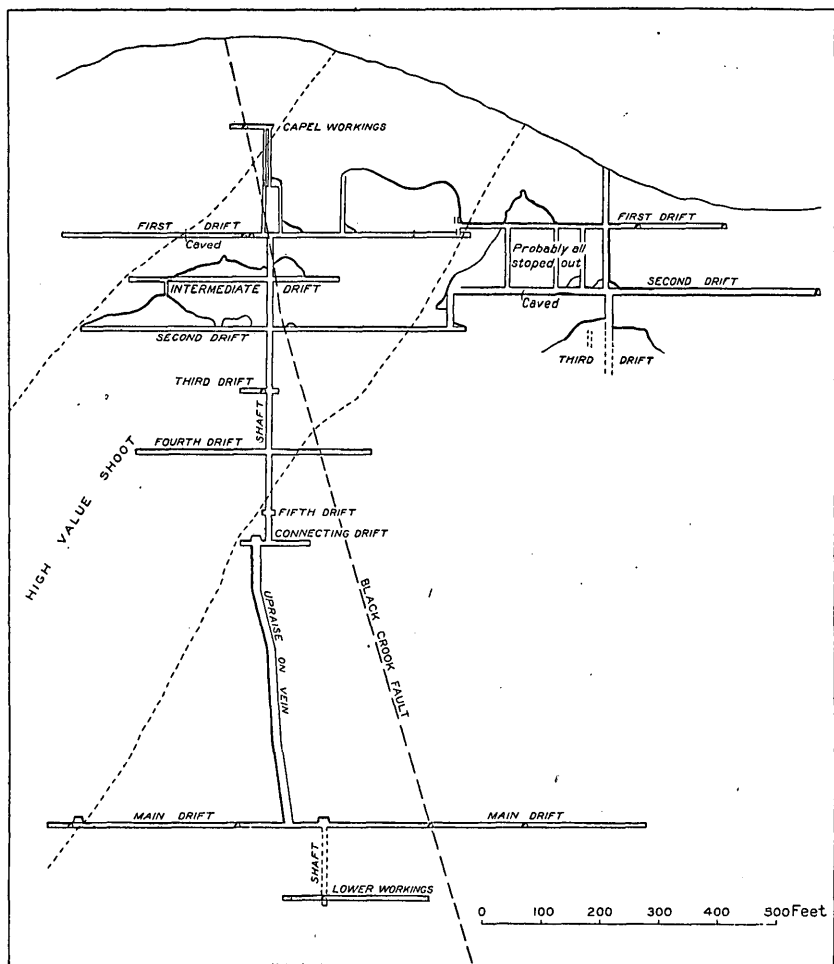 CAPEL WORKINGS
FIRST DRIFT
Caved
FIRST DRIFT
Probably all
stoped out
INTERMEDIATE DRIFT
SECOND DRIFT
Caved
SECOND DRIFT
THIRD DRIFT
THIRD DRIFT
SHAFT
FOURTH DRIFT
HIGH VALUE SHOOT
FIFTH DRIFT
CONNECTING DRIFT
UPRAISE ON VEIN
BLACK CROOK FAULT
MAIN DRIFT
MAIN DRIFT
SHAFT
LOWER WORKINGS
0 100 200 300 400 500 Feet